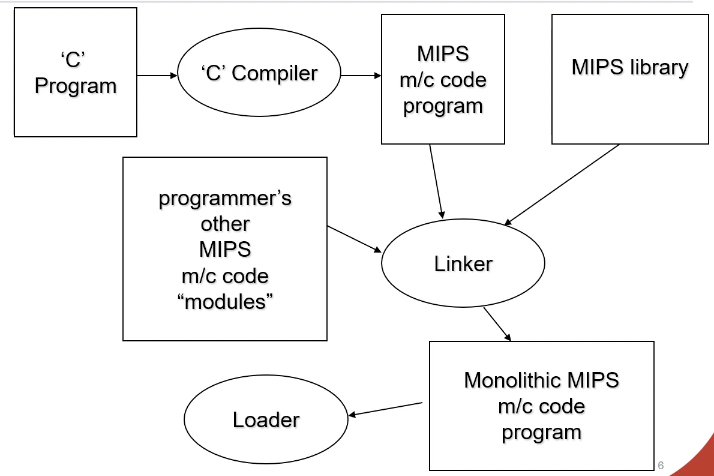 ‘C’
Program
‘C’ Compiler
MIPS
m/c code
program
MIPS library
programmer’s
other
MIPS
m/c code
“modules”
Linker
Monolithic MIPS
m/c code
program
Loader
6